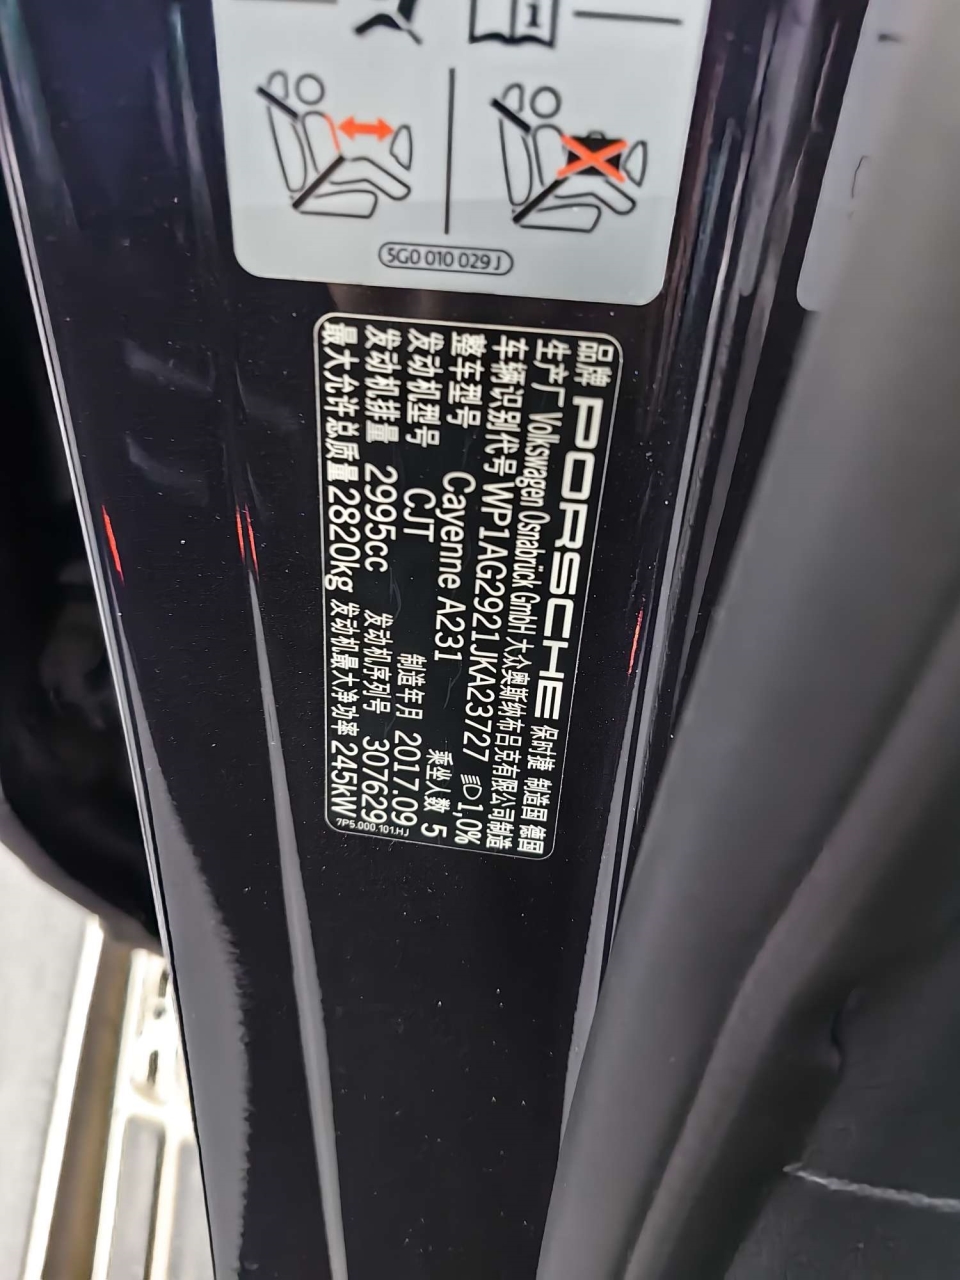 5G0 010 029 J
品牌 PORSCHE 保时捷 制造国 德国
生产厂 Volkswagen Osnabrück GmbH 大众奥斯纳布吕克有限公司制造
车辆识别代号 WP1AG2921JKA23727 1,0%
整车型号 Cayenne A231 乘坐人数 5
发动机型号 CJT 制造年月 2017.09
发动机排量 2995cc 发动机序列号 307629
最大允许总质量 2820kg 发动机最大净功率 245kW
7P5.000.101.HJ